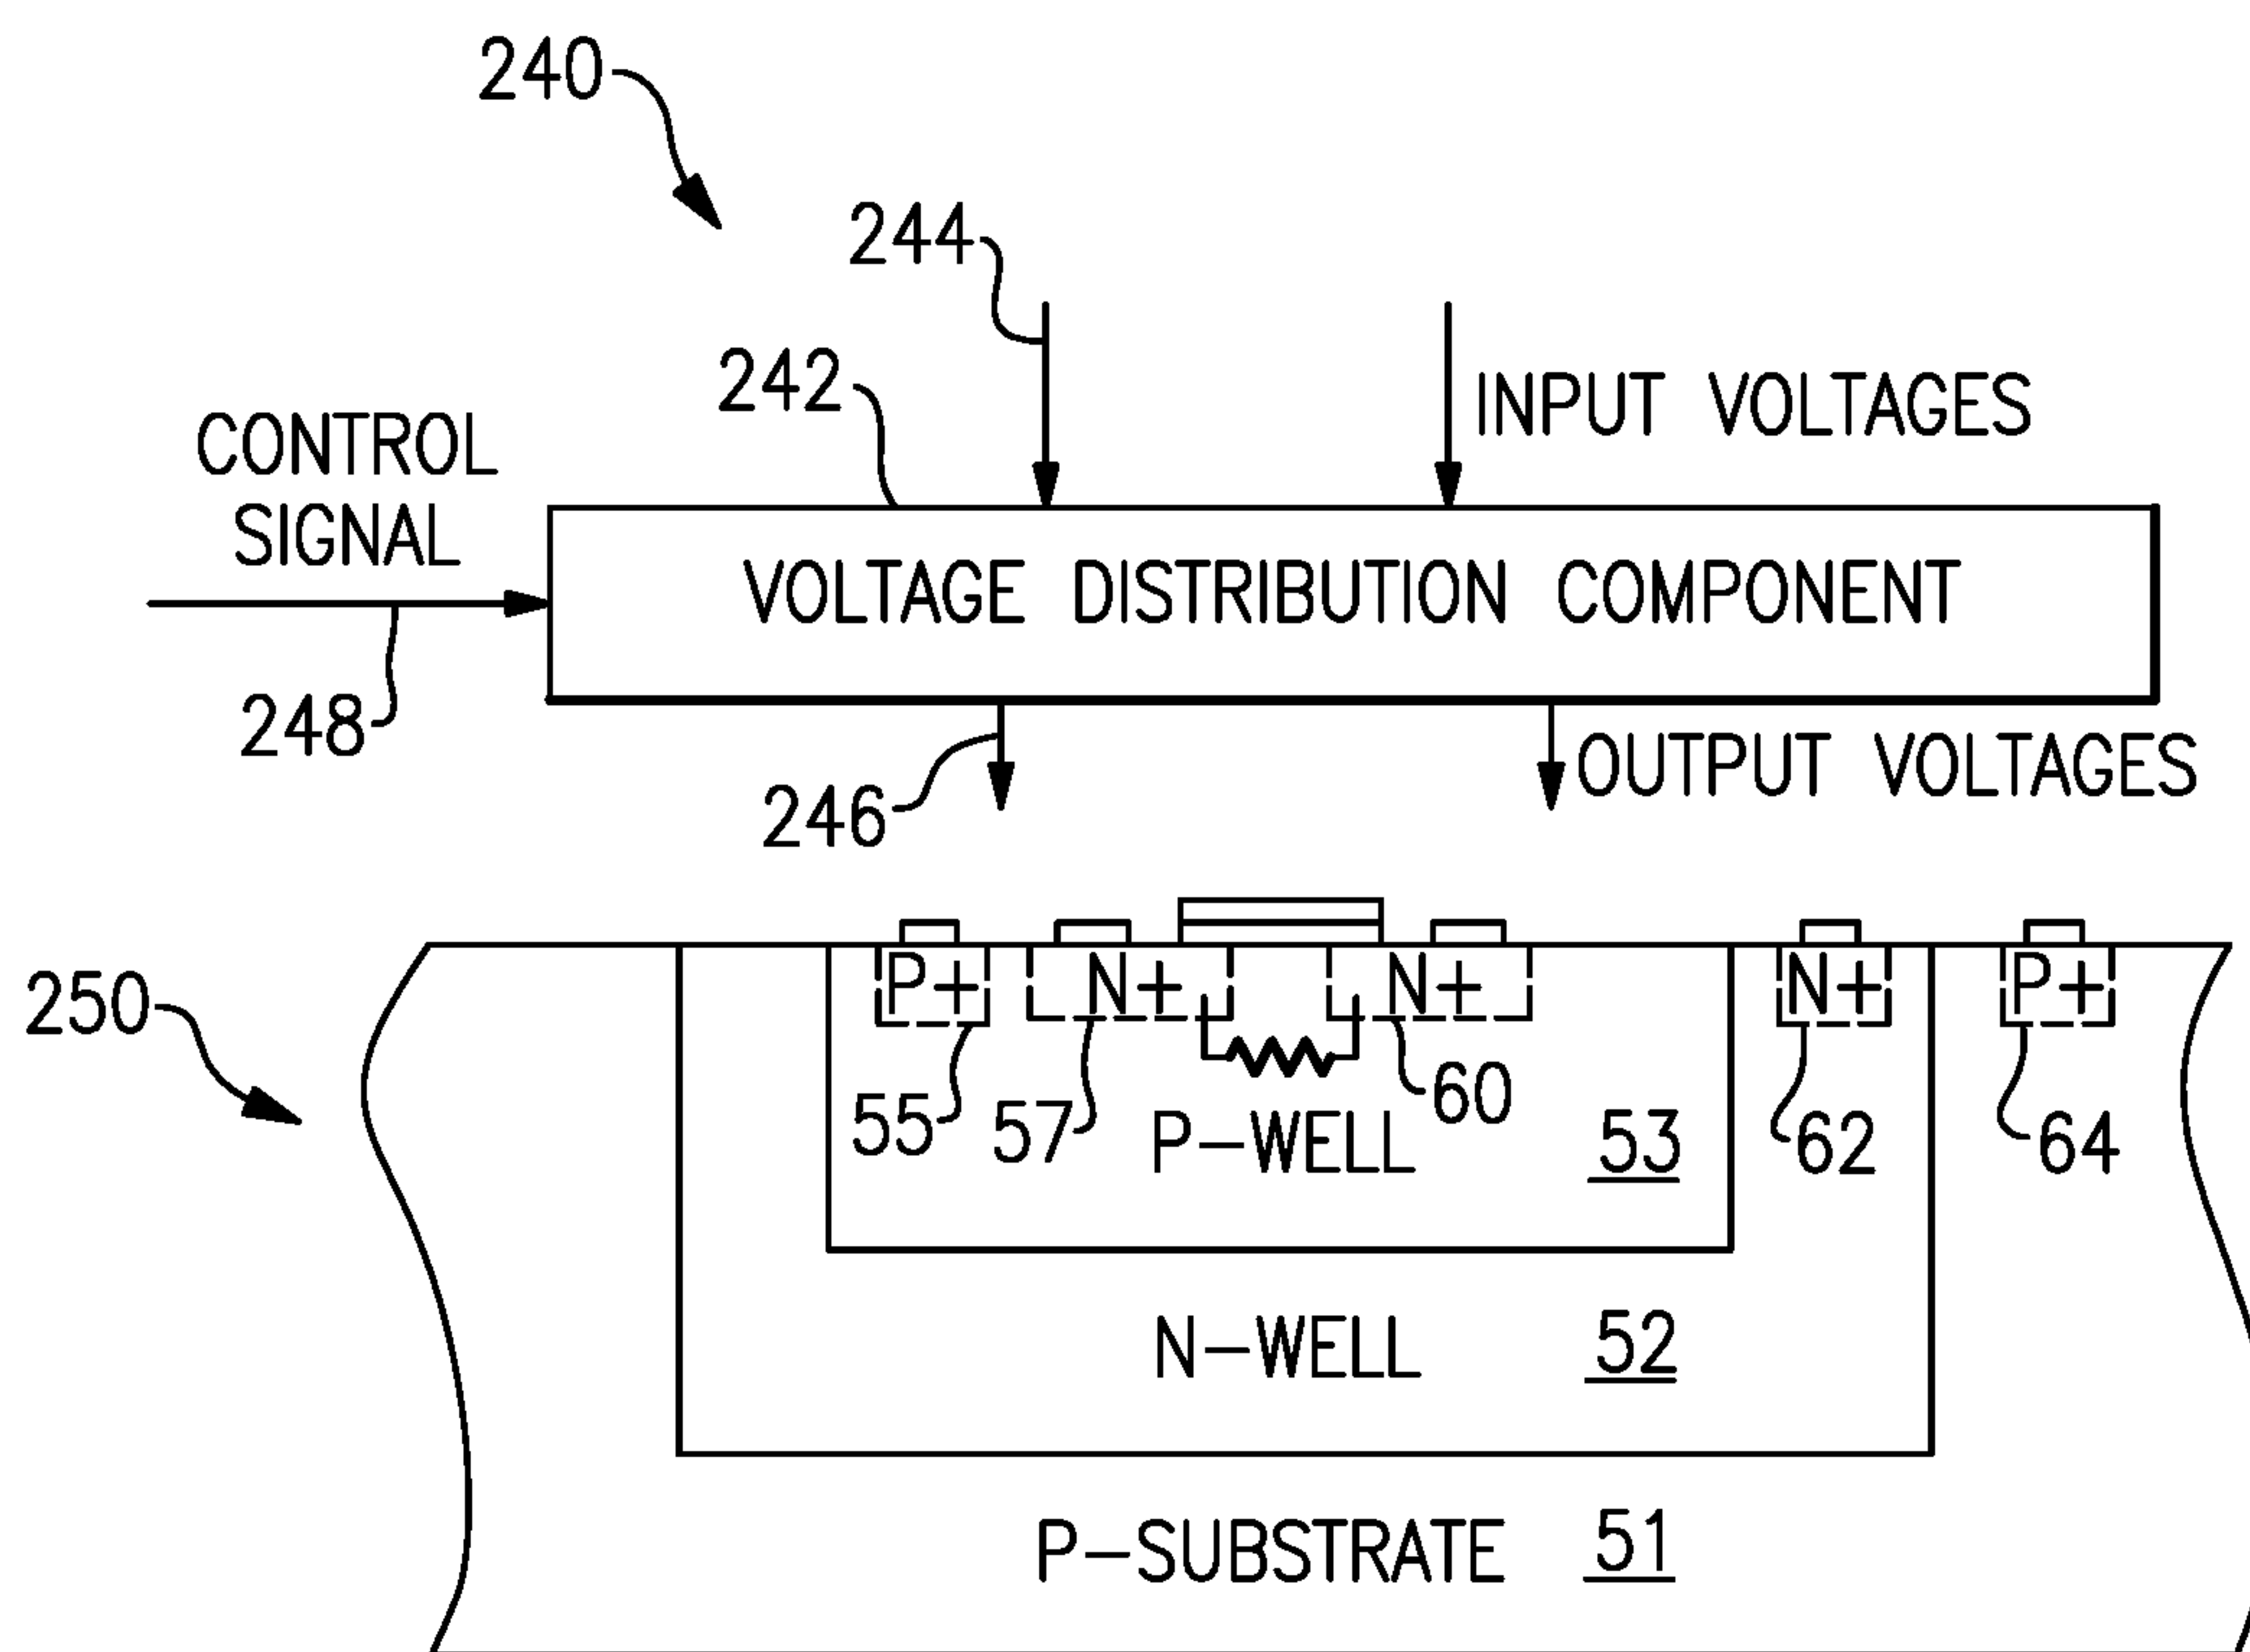 240
244
242
INPUT VOLTAGES
CONTROL
SIGNAL
VOLTAGE DISTRIBUTION COMPONENT
248
246
OUTPUT VOLTAGES
250
P+
N+
N+
N+
P+
55
57
P-WELL
60
53
62
64
N-WELL
52
P-SUBSTRATE
51